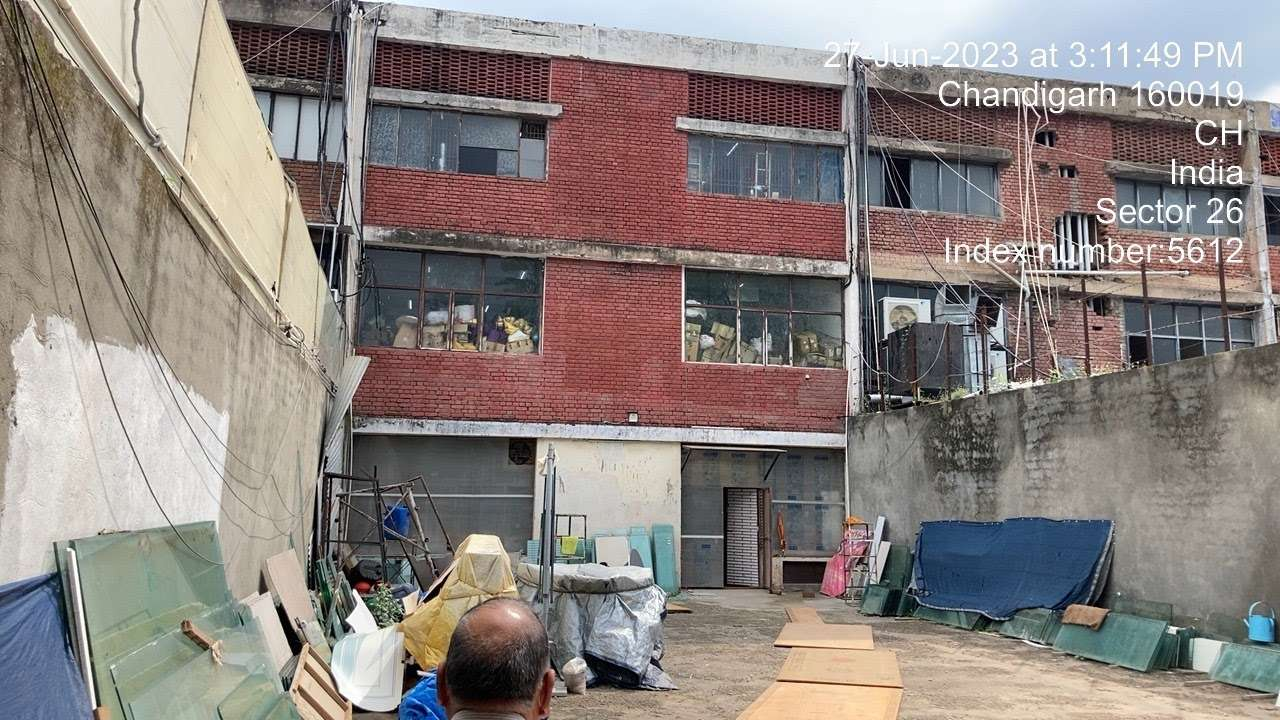 27-Jun-2023 at 3:11:49 PM
Chandigarh 160019
CH
India
Sector 26
Index number:5612